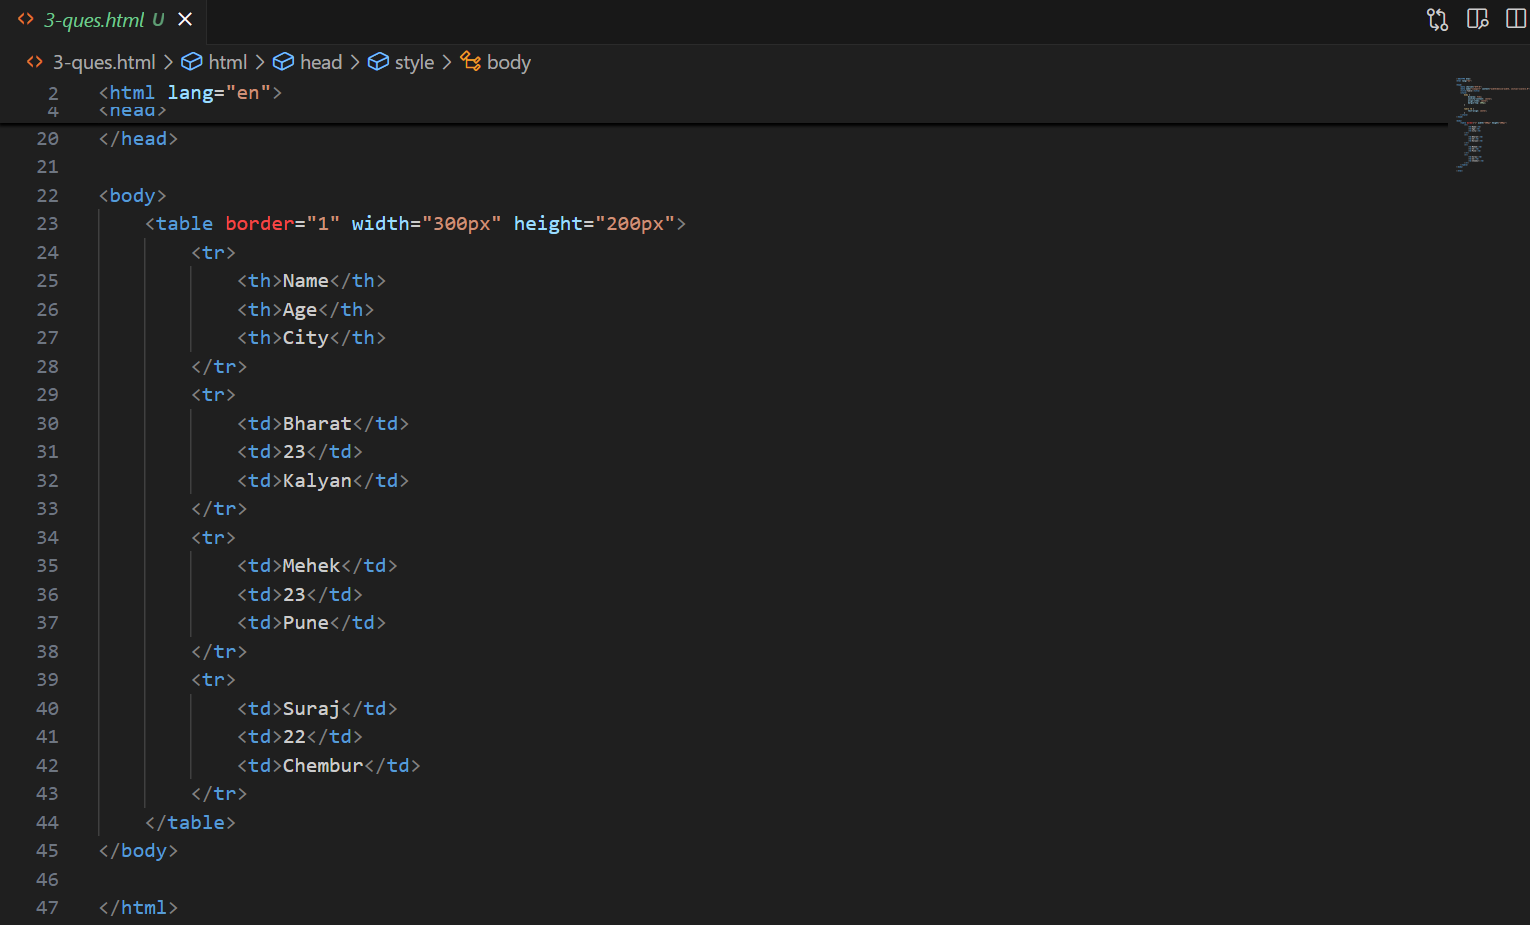 3-ques.html U
3-ques.html > html > head > style > body
2 <html lang="en">
4 <head>
20 </head>
21
22 <body>
23 <table border="1" width="300px" height="200px">
24 <tr>
25 <th>Name</th>
26 <th>Age</th>
27 <th>City</th>
28 </tr>
29 <tr>
30 <td>Bharat</td>
31 <td>23</td>
32 <td>Kalyan</td>
33 </tr>
34 <tr>
35 <td>Mehek</td>
36 <td>23</td>
37 <td>Pune</td>
38 </tr>
39 <tr>
40 <td>Suraj</td>
41 <td>22</td>
42 <td>Chembur</td>
43 </tr>
44 </table>
45 </body>
46
47 </html>